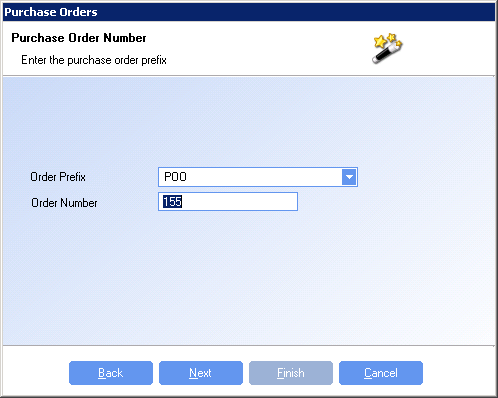 Purchase Orders
Purchase Order Number
Enter the purchase order prefix
Order Prefix POO
Order Number 155
Back Next Finish Cancel